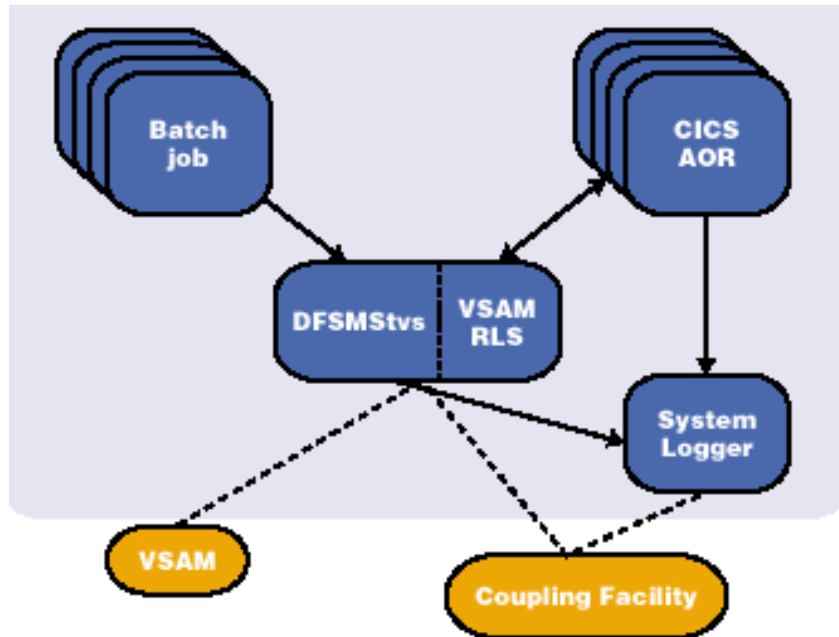 Batch
job
CICS
AOR
DFSMStvs
VSAM
RLS
System
Logger
VSAM
Coupling Facility